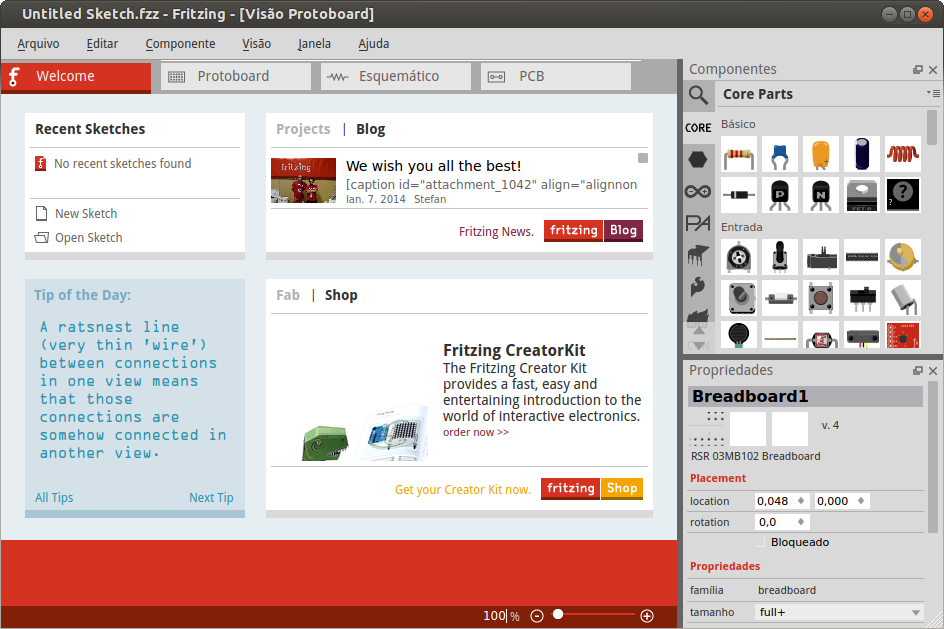 Untitled Sketch.fzz - Fritzing - [Visão Protoboard]
Arquivo Editar Componente Visão Janela Ajuda
Welcome Protoboard Esquemático PCB
Recent Sketches
No recent sketches found
New Sketch
Open Sketch
Projects | Blog
fritzing
We wish you all the best!
[caption id="attachment_1042" align="alignnon
Jan. 7. 2014 Stefan
Fritzing News. fritzing Blog
Tip of the Day:
A ratsnest line
(very thin 'wire')
between connections
in one view means
that those
connections are
somehow connected in
another view.
All Tips Next Tip
Fab | Shop
Fritzing CreatorKit
The Fritzing Creator Kit
provides a fast, easy and
entertaining introduction to the
world of interactive electronics.
order now >>
Get your Creator Kit now. fritzing Shop
100 %
Componentes
Core Parts
CORE
Básico
P N
?
Entrada
PA
Propriedades
Breadboard1
v. 4
RSR 03MB102 Breadboard
Placement
location 0,048 0,000
rotation 0,0
Bloqueado
Propriedades
família breadboard
tamanho full+